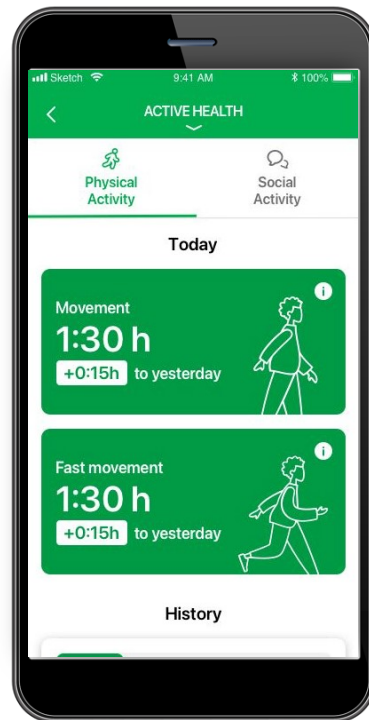 Sketch 9:41 AM 100%
ACTIVE HEALTH
Physical Activity
Social Activity
Today
Movement
1:30 h
+0:15h to yesterday
Fast movement
1:30 h
+0:15h to yesterday
History